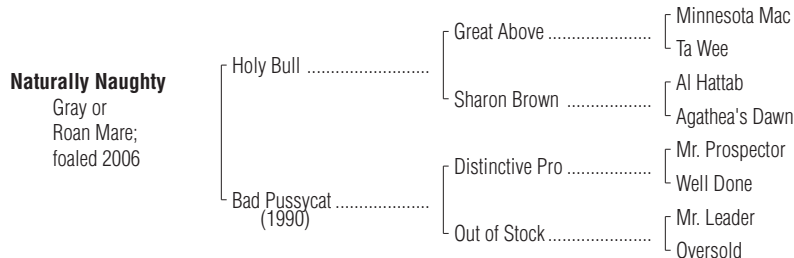 Minnesota Mac
Great Above ......................
Ta Wee
Holy Bull ..........................
Al Hattab
Sharon Brown ..................
Agathea's Dawn
Naturally Naughty
Gray or
Roan Mare;
foaled 2006
Mr. Prospector
Distinctive Pro ..................
Well Done
Bad Pussycat ....................
(1990)
Mr. Leader
Out of Stock ......................
Oversold